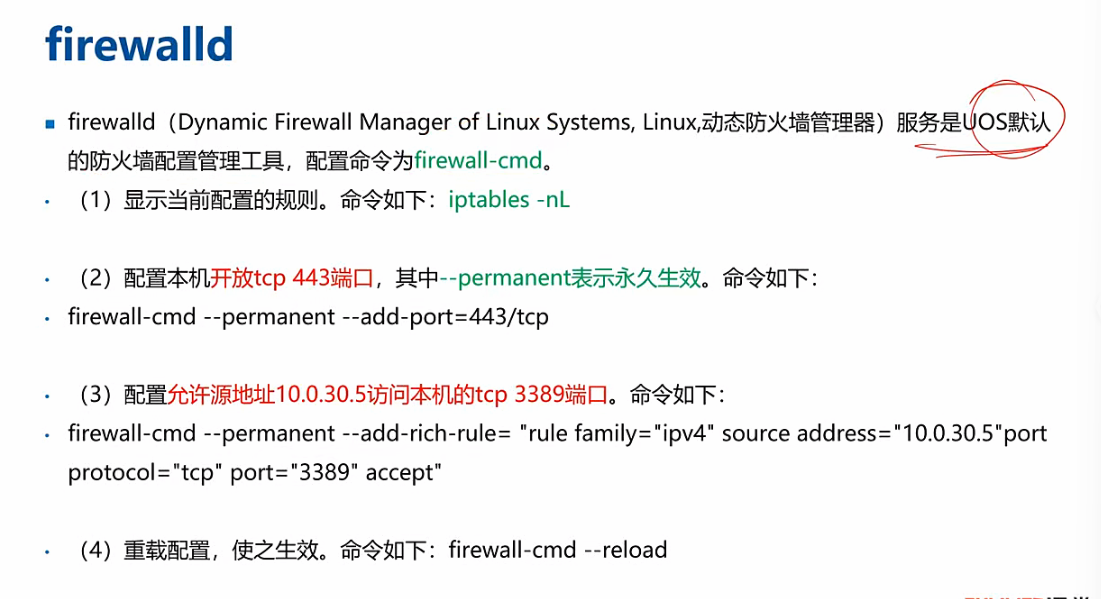 firewalld
firewalld（Dynamic Firewall Manager of Linux Systems, Linux,动态防火墙管理器）服务是UOS默认
的防火墙配置管理工具，配置命令为firewall-cmd。
（1）显示当前配置的规则。命令如下：iptables -nL
（2）配置本机开放tcp 443端口，其中--permanent表示永久生效。命令如下：
firewall-cmd --permanent --add-port=443/tcp
（3）配置允许源地址10.0.30.5访问本机的tcp 3389端口。命令如下：
firewall-cmd --permanent --add-rich-rule= "rule family="ipv4" source address="10.0.30.5"port
protocol="tcp" port="3389" accept"
（4）重载配置，使之生效。命令如下：firewall-cmd --reload